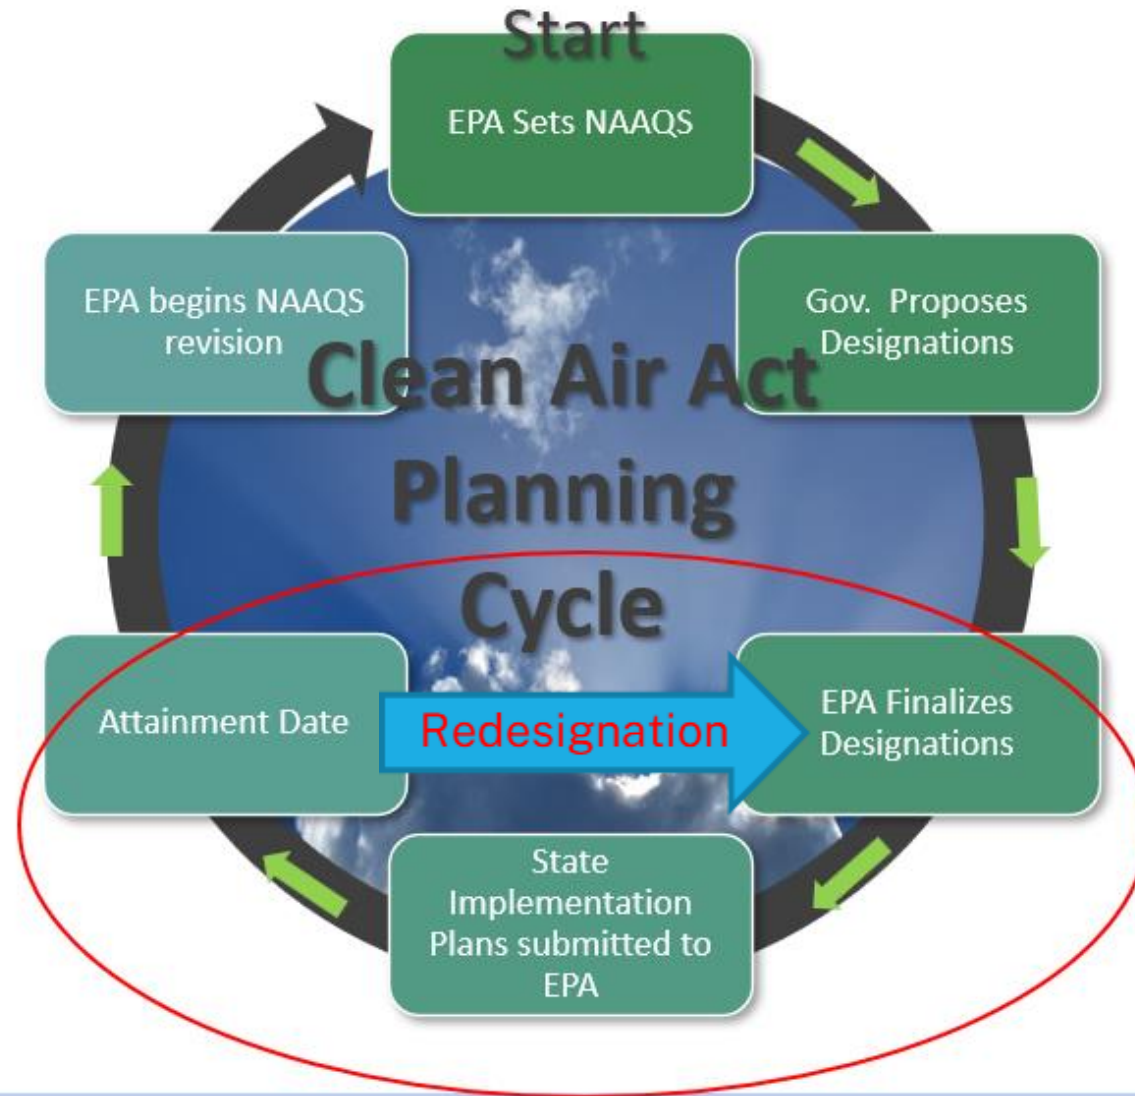 Start
EPA Sets NAAQS
Gov. Proposes
Designations
EPA Finalizes
Designations
State
Implementation
Plans submitted to
EPA
Attainment Date
EPA begins NAAQS
revision
Clean Air Act
Planning
Cycle
Redesignation